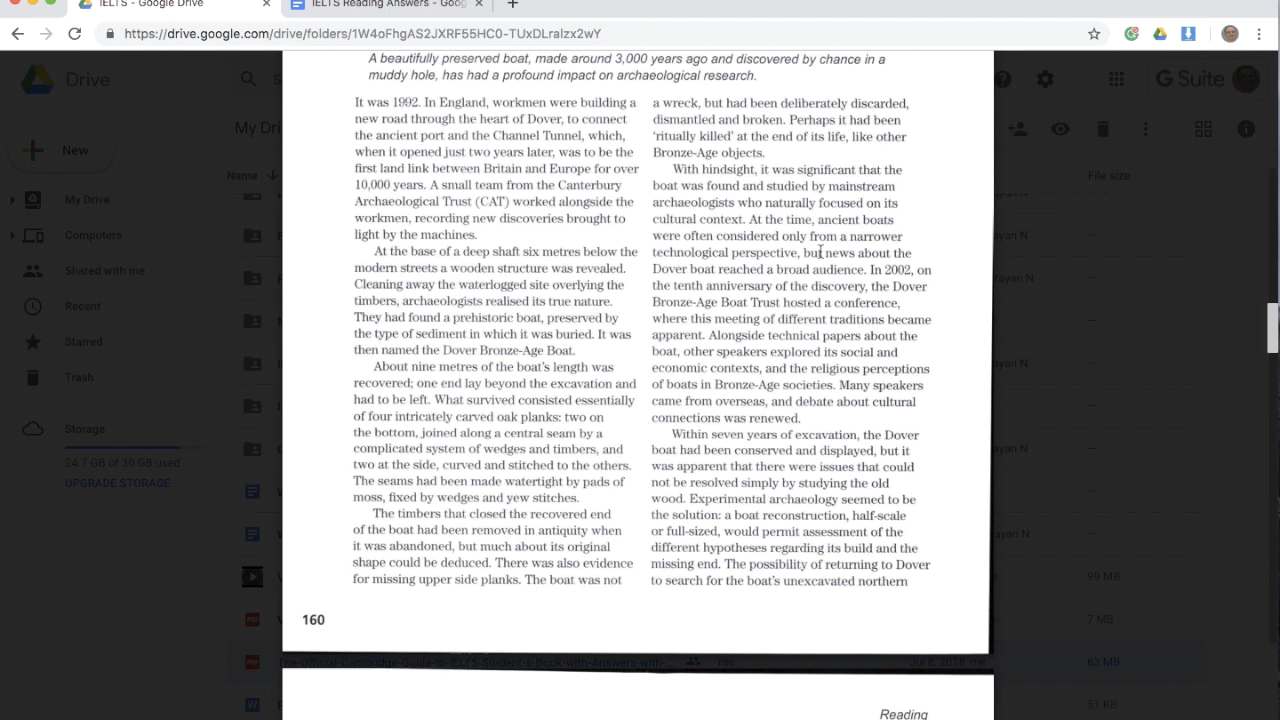 IELTS - Google Drive
IELTS Reading Answers - Goog
https://drive.google.com/drive/folders/1W4oFhgAS2JXRF55HC0-TUxDLralzx2wY
Drive
G Suite
My Dri
New
Name
File size
My Drive
Computers
Shared with me
Recent
Starred
Trash
Storage
24.7 GB of 30 GB used
UPGRADE STORAGE
A beautifully preserved boat, made around 3,000 years ago and discovered by chance in a
muddy hole, has had a profound impact on archaeological research.
It was 1992. In England, workmen were building a
new road through the heart of Dover, to connect
the ancient port and the Channel Tunnel, which,
when it opened just two years later, was to be the
first land link between Britain and Europe for over
10,000 years. A small team from the Canterbury
Archaeological Trust (CAT) worked alongside the
workmen, recording new discoveries brought to
light by the machines.
At the base of a deep shaft six metres below the
modern streets a wooden structure was revealed.
Cleaning away the waterlogged site overlying the
timbers, archaeologists realised its true nature.
They had found a prehistoric boat, preserved by
the type of sediment in which it was buried. It was
then named the Dover Bronze-Age Boat.
About nine metres of the boat's length was
recovered; one end lay beyond the excavation and
had to be left. What survived consisted essentially
of four intricately carved oak planks: two on
the bottom, joined along a central seam by a
complicated system of wedges and timbers, and
two at the side, curved and stitched to the others.
The seams had been made watertight by pads of
moss, fixed by wedges and yew stitches.
The timbers that closed the recovered end
of the boat had been removed in antiquity when
it was abandoned, but much about its original
shape could be deduced. There was also evidence
for missing upper side planks. The boat was not
a wreck, but had been deliberately discarded,
dismantled and broken. Perhaps it had been
'ritually killed' at the end of its life, like other
Bronze-Age objects.
With hindsight, it was significant that the
boat was found and studied by mainstream
archaeologists who naturally focused on its
cultural context. At the time, ancient boats
were often considered only from a narrower
technological perspective, but news about the
Dover boat reached a broad audience. In 2002, on
the tenth anniversary of the discovery, the Dover
Bronze-Age Boat Trust hosted a conference,
where this meeting of different traditions became
apparent. Alongside technical papers about the
boat, other speakers explored its social and
economic contexts, and the religious perceptions
of boats in Bronze-Age societies. Many speakers
came from overseas, and debate about cultural
connections was renewed.
Within seven years of excavation, the Dover
boat had been conserved and displayed, but it
was apparent that there were issues that could
not be resolved simply by studying the old
wood. Experimental archaeology seemed to be
the solution: a boat reconstruction, half-scale
or full-sized, would permit assessment of the
different hypotheses regarding its build and the
missing end. The possibility of returning to Dover
to search for the boat's unexcavated northern
160
Reading
ayan N
ayan N
rayan N
99 MB
7 MB
The-Official-Cambridge-Guide-to-IELTS-Student-s-Book-with-Answers-with-...
me
Jul 8, 2018 me
63 MB
51 KB